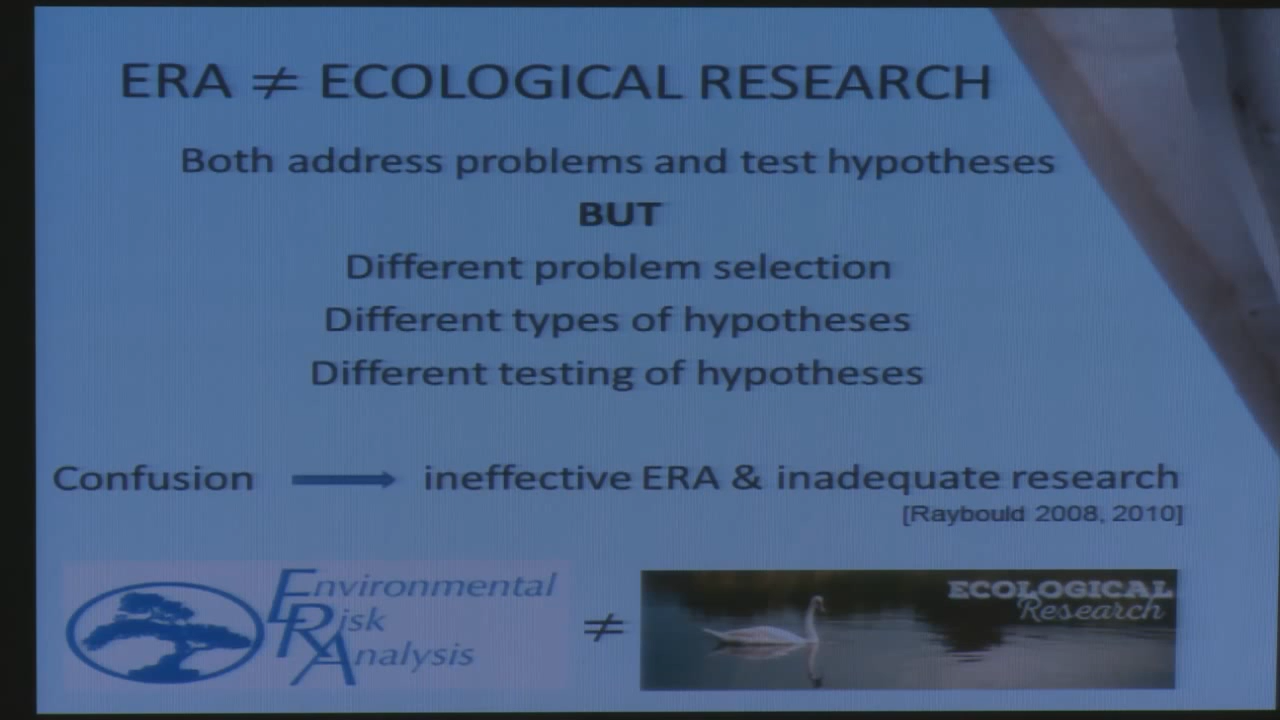 ERA ≠ ECOLOGICAL RESEARCH
Both address problems and test hypotheses
BUT
Different problem selection
Different types of hypotheses
Different testing of hypotheses
Confusion → ineffective ERA & inadequate research
[Raybould 2008, 2010]
Environmental
Risk
Analysis
≠
ECOLOGICAL
Research